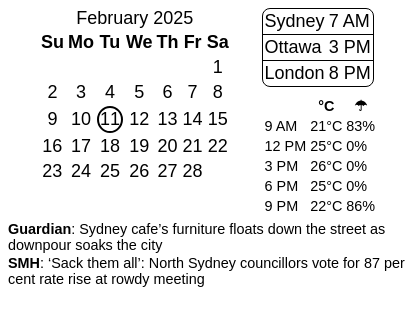 February 2025
Su Mo Tu We Th Fr Sa
1
2 3 4 5 6 7 8
9 10 11 12 13 14 15
16 17 18 19 20 21 22
23 24 25 26 27 28
Sydney 7 AM
Ottawa 3 PM
London 8 PM
°C ☂
9 AM 21°C 83%
12 PM 25°C 0%
3 PM 26°C 0%
6 PM 25°C 0%
9 PM 22°C 86%
Guardian: Sydney cafe’s furniture floats down the street as
downpour soaks the city
SMH: ‘Sack them all’: North Sydney councillors vote for 87 per
cent rate rise at rowdy meeting